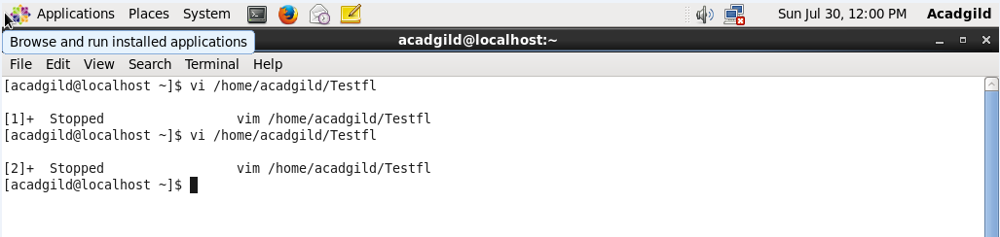 Applications Places System Sun Jul 30, 12:00 PM Acadgild
Browse and run installed applications
acadgild@localhost:~
File Edit View Search Terminal Help
[acadgild@localhost ~]$ vi /home/acadgild/Testfl
[1]+  Stopped                 vim /home/acadgild/Testfl
[acadgild@localhost ~]$ vi /home/acadgild/Testfl
[2]+  Stopped                 vim /home/acadgild/Testfl
[acadgild@localhost ~]$